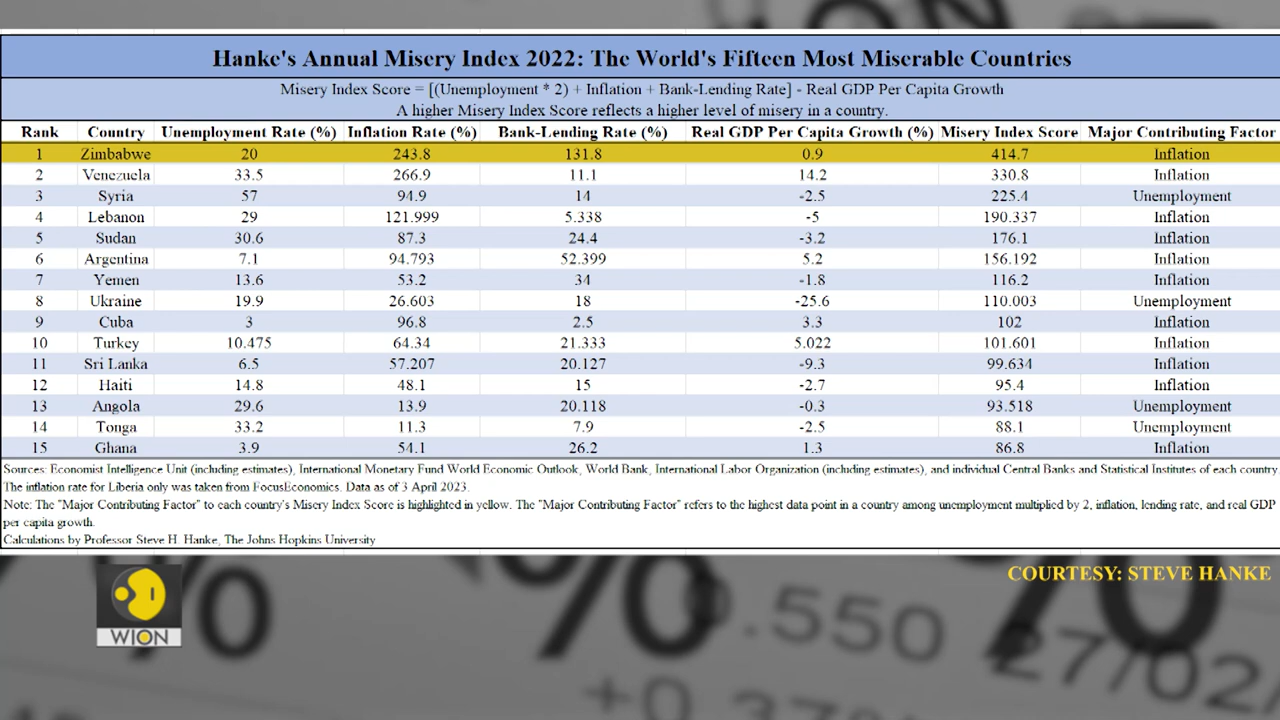 Hanke's Annual Misery Index 2022: The World's Fifteen Most Miserable Countries
Misery Index Score = [(Unemployment * 2) + Inflation + Bank-Lending Rate] - Real GDP Per Capita Growth
A higher Misery Index Score reflects a higher level of misery in a country.
Rank Country Unemployment Rate (%) Inflation Rate (%) Bank-Lending Rate (%) Real GDP Per Capita Growth (%) Misery Index Score Major Contributing Factor
1 Zimbabwe 20 243.8 131.8 0.9 414.7 Inflation
2 Venezuela 33.5 266.9 11.1 14.2 330.8 Inflation
3 Syria 57 94.9 14 -2.5 225.4 Unemployment
4 Lebanon 29 121.999 5.338 -5 190.337 Inflation
5 Sudan 30.6 87.3 24.4 -3.2 176.1 Inflation
6 Argentina 7.1 94.793 52.399 5.2 156.192 Inflation
7 Yemen 13.6 53.2 34 -1.8 116.2 Inflation
8 Ukraine 19.9 26.603 18 -25.6 110.003 Unemployment
9 Cuba 3 96.8 2.5 3.3 102 Inflation
10 Turkey 10.475 64.34 21.333 5.022 101.601 Inflation
11 Sri Lanka 6.5 57.207 20.127 -9.3 99.634 Inflation
12 Haiti 14.8 48.1 15 -2.7 95.4 Inflation
13 Angola 29.6 13.9 20.118 -0.3 93.518 Unemployment
14 Tonga 33.2 11.3 7.9 -2.5 88.1 Unemployment
15 Ghana 3.9 54.1 26.2 1.3 86.8 Inflation
Sources: Economist Intelligence Unit (including estimates), International Monetary Fund World Economic Outlook, World Bank, International Labor Organization (including estimates), and individual Central Banks and Statistical Institutes of each country
The inflation rate for Liberia only was taken from FocusEconomics. Data as of 3 April 2023.
Note: The "Major Contributing Factor" to each country's Misery Index Score is highlighted in yellow. The "Major Contributing Factor" refers to the highest data point in a country among unemployment multiplied by 2, inflation, lending rate, and real GDP
per capita growth.
Calculations by Professor Steve H. Hanke, The Johns Hopkins University
COURTESY: STEVE HANKE
WION
%
%
0.550
27/02/